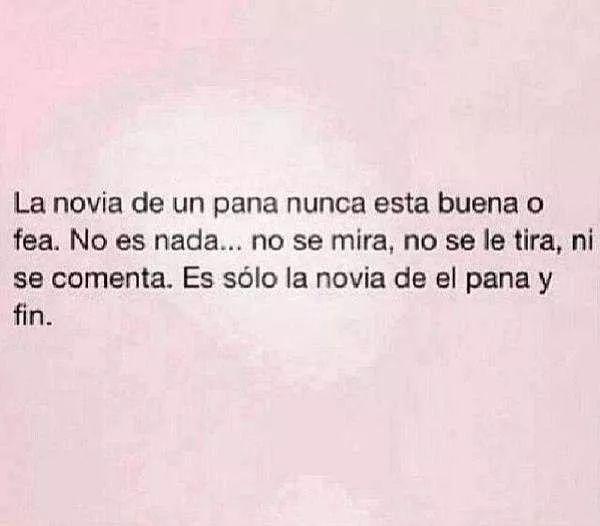 La novia de un pana nunca esta buena o
fea. No es nada... no se mira, no se le tira, ni
se comenta. Es sólo la novia de el pana y
fin.